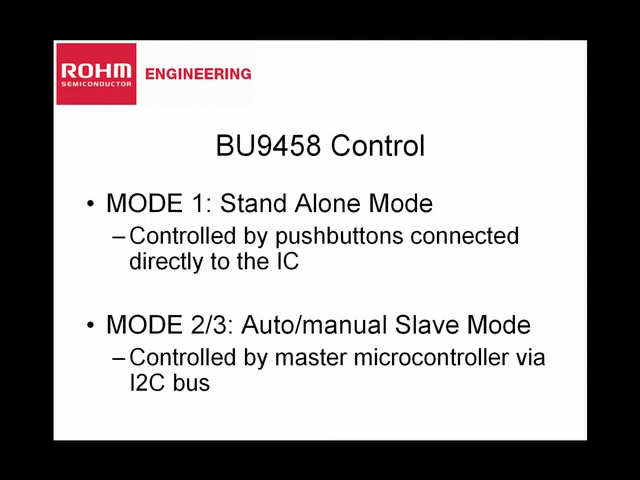 ROHM
SEMICONDUCTOR
ENGINEERING
BU9458 Control
• MODE 1: Stand Alone Mode
–Controlled by pushbuttons connected
directly to the IC
• MODE 2/3: Auto/manual Slave Mode
–Controlled by master microcontroller via
I2C bus